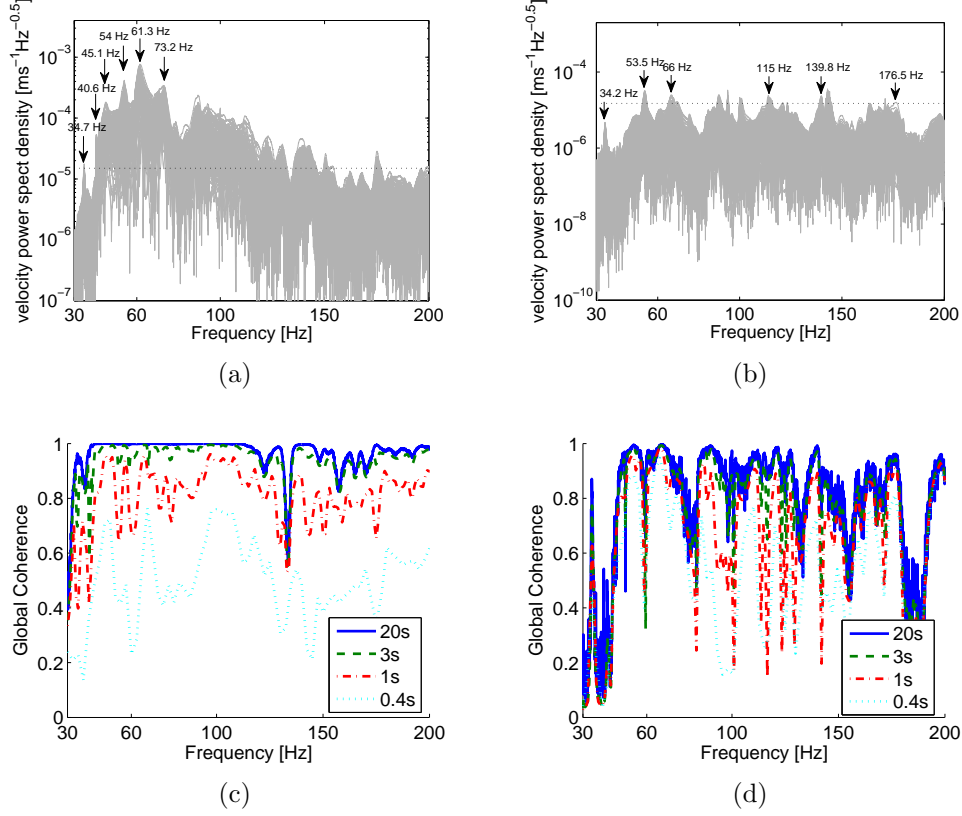 velocity power spect density [ms⁻¹Hz⁻⁰·⁵]
10⁻³
10⁻⁴
10⁻⁵
10⁻⁶
10⁻⁷
34.7 Hz
40.6 Hz
45.1 Hz
54 Hz
61.3 Hz
73.2 Hz
30 60 100 150 200
Frequency [Hz]
(a)
velocity power spect density [ms⁻¹Hz⁻⁰·⁵]
10⁻⁴
10⁻⁶
10⁻⁸
10⁻¹⁰
34.2 Hz
53.5 Hz
66 Hz
115 Hz
139.8 Hz
176.5 Hz
30 60 100 150 200
Frequency [Hz]
(b)
Global Coherence
1
0.8
0.6
0.4
0.2
0
20s
3s
1s
0.4s
30 60 100 150 200
Frequency [Hz]
(c)
Global Coherence
1
0.8
0.6
0.4
0.2
0
20s
3s
1s
0.4s
30 60 100 150 200
Frequency [Hz]
(d)